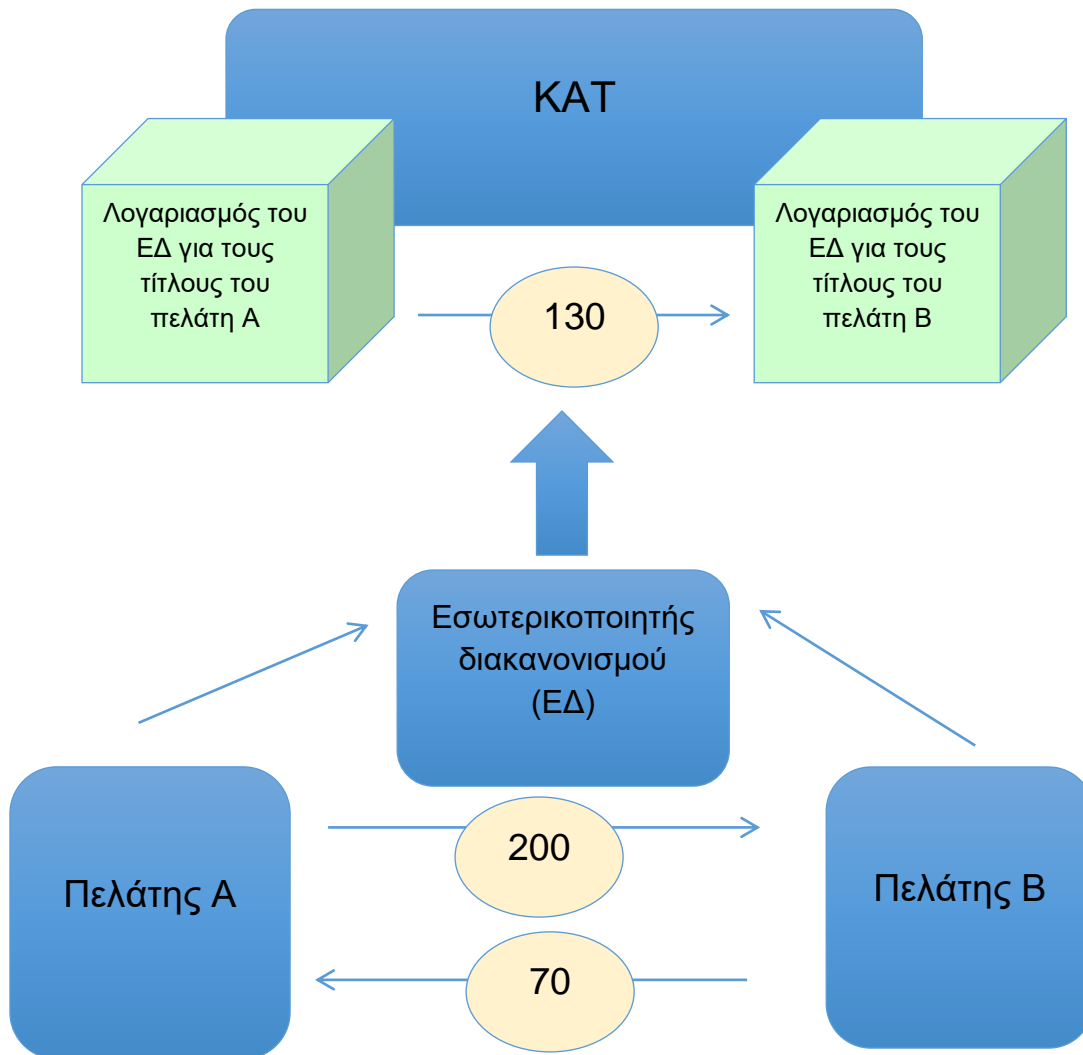 ΚΑΤ
Λογαριασμός του
ΕΔ για τους
τίτλους του
πελάτη Α
Λογαριασμός του
ΕΔ για τους
τίτλους του
πελάτη Β
130
Εσωτερικοποιητής
διακανονισμού
(ΕΔ)
200
Πελάτης Α
Πελάτης Β
70